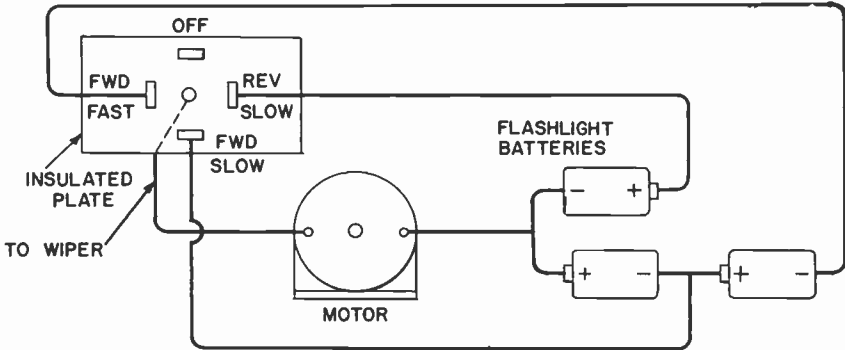 OFF
FWD
FAST
REV
SLOW
FWD
SLOW
INSULATED
PLATE
TO WIPER
MOTOR
FLASHLIGHT
BATTERIES
- +
+ -
+ -